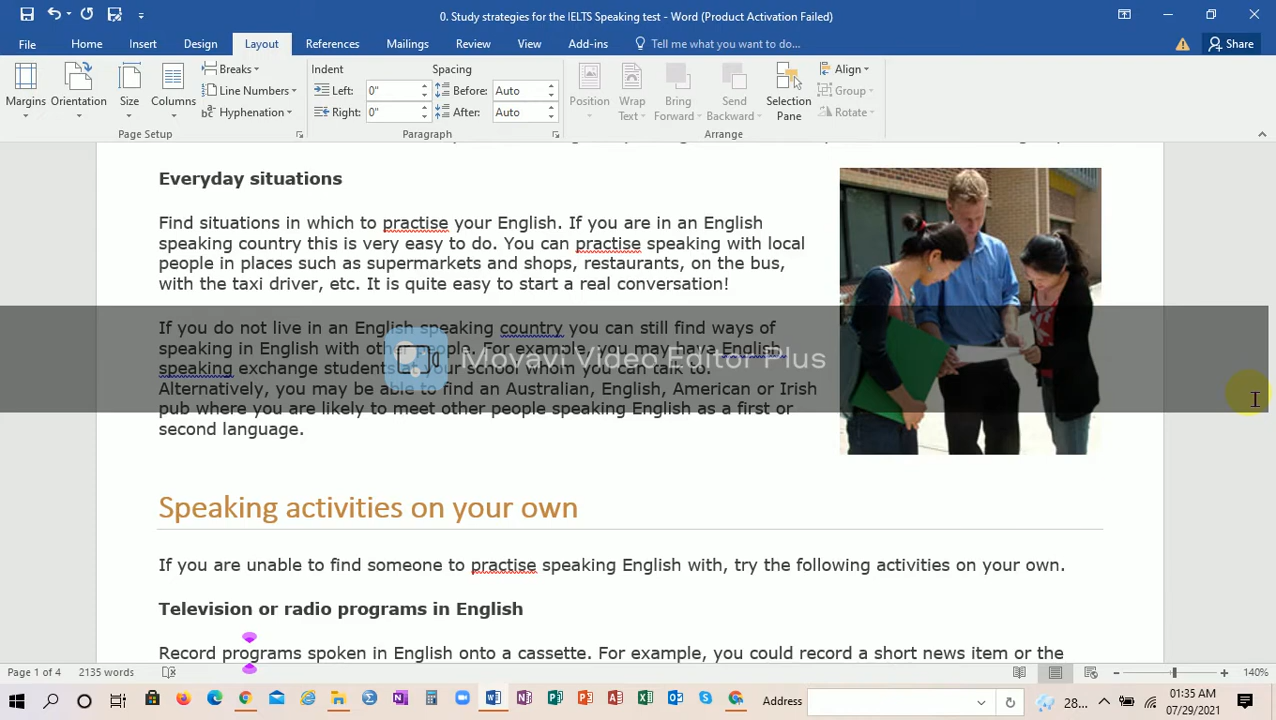 0. Study strategies for the IELTS Speaking test - Word (Product Activation Failed)
File Home Insert Design Layout References Mailings Review View Add-ins Tell me what you want to do... Share
Margins Orientation Size Columns
Breaks
Line Numbers
Hyphenation
Page Setup
Indent
Left: 0"
Right: 0"
Spacing
Before: Auto
After: Auto
Paragraph
Position Wrap Text Bring Forward Send Backward Selection Pane
Align
Group
Rotate
Arrange
Everyday situations
Find situations in which to practise your English. If you are in an English
speaking country this is very easy to do. You can practise speaking with local
people in places such as supermarkets and shops, restaurants, on the bus,
with the taxi driver, etc. It is quite easy to start a real conversation!
If you do not live in an English speaking country you can still find ways of
speaking in English with other people. For example, you may have English
speaking exchange students your school whom you can talk to.
Alternatively, you may be able to find an Australian, English, American or Irish
pub where you are likely to meet other people speaking English as a first or
second language.
Movavi Video Editor Plus
Speaking activities on your own
If you are unable to find someone to practise speaking English with, try the following activities on your own.
Television or radio programs in English
Record programs spoken in English onto a cassette. For example, you could record a short news item or the
Page 1 of 4 2135 words 140%
Address 28... 01:35 AM
07/29/2021